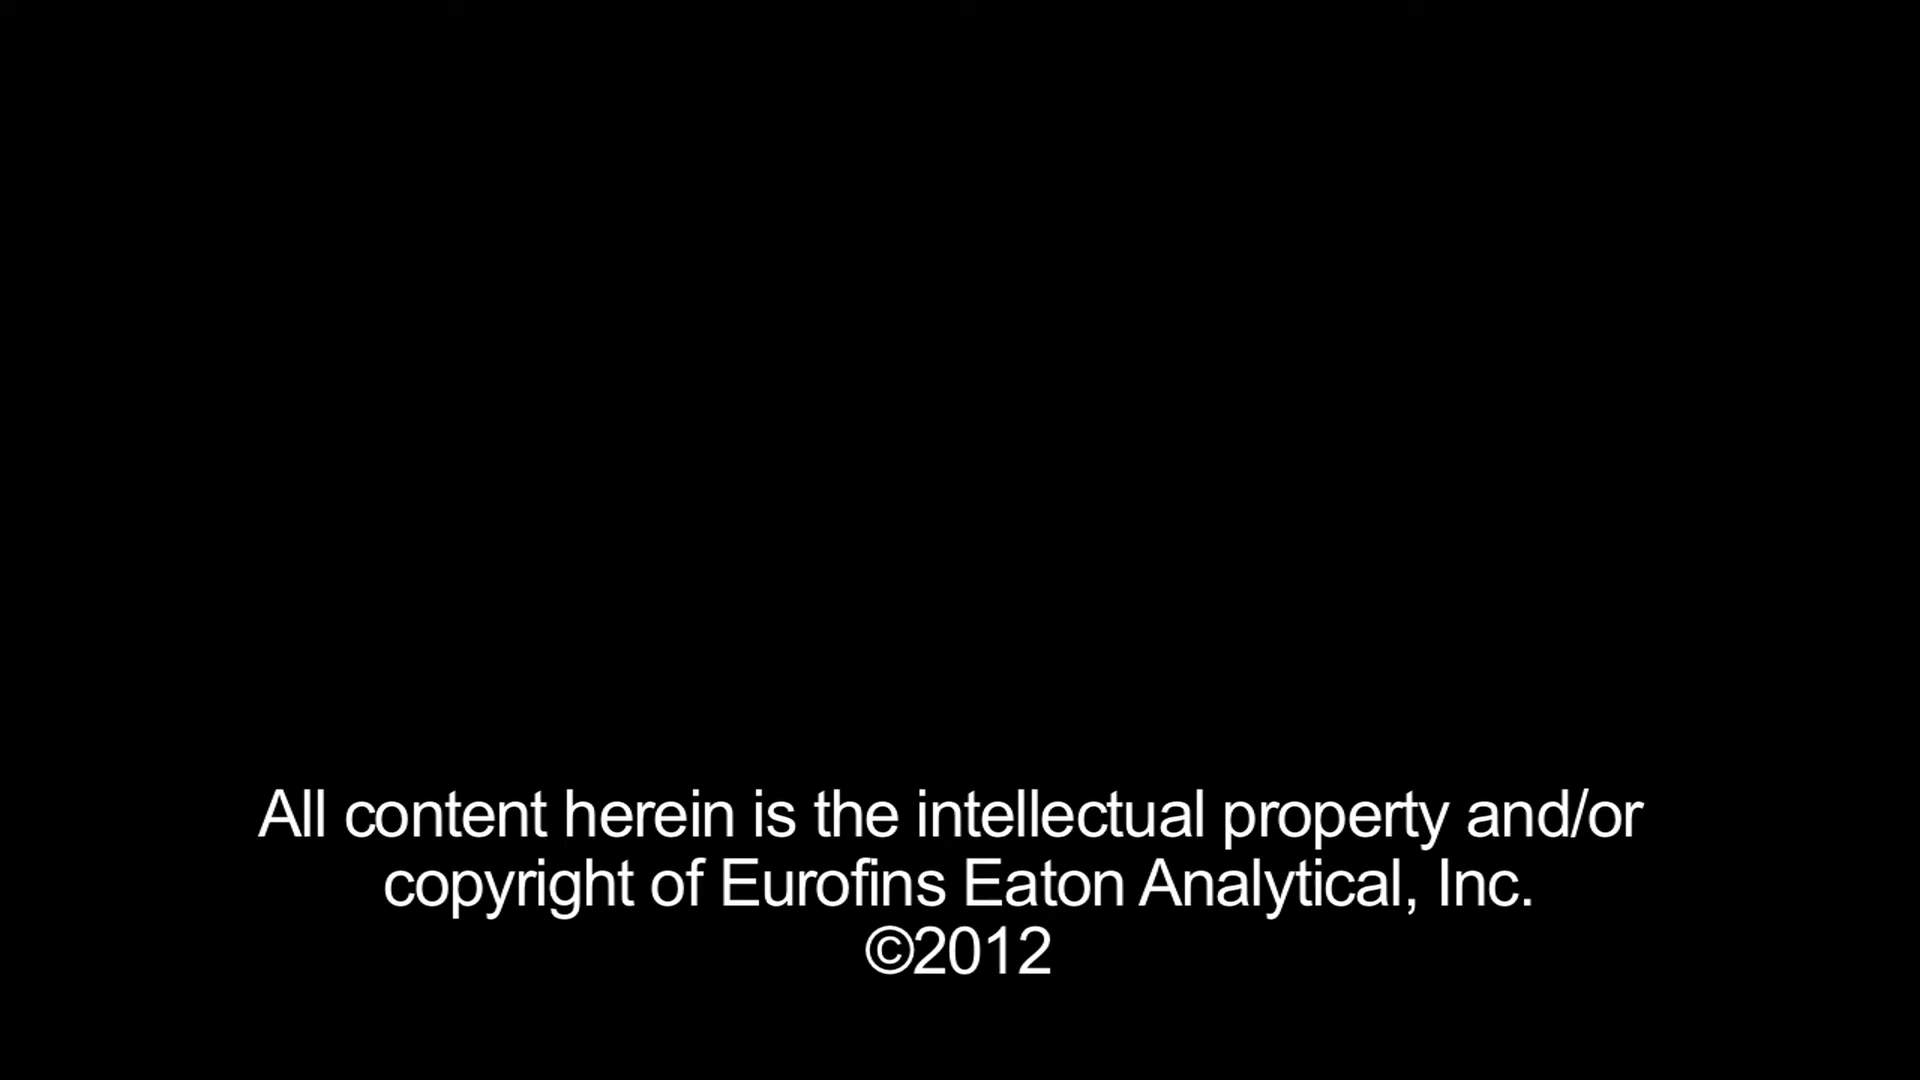 All content herein is the intellectual property and/or
copyright of Eurofins Eaton Analytical, Inc.
©2012